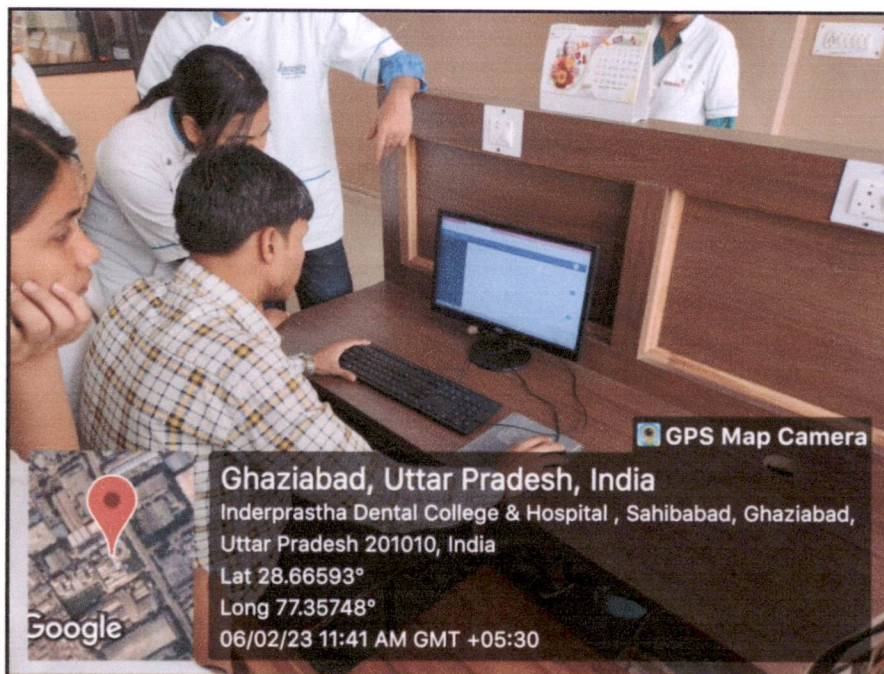 GPS Map Camera
Ghaziabad, Uttar Pradesh, India
Inderprastha Dental College & Hospital , Sahibabad, Ghaziabad,
Uttar Pradesh 201010, India
Lat 28.66593°
Long 77.35748°
06/02/23 11:41 AM GMT +05:30
Google